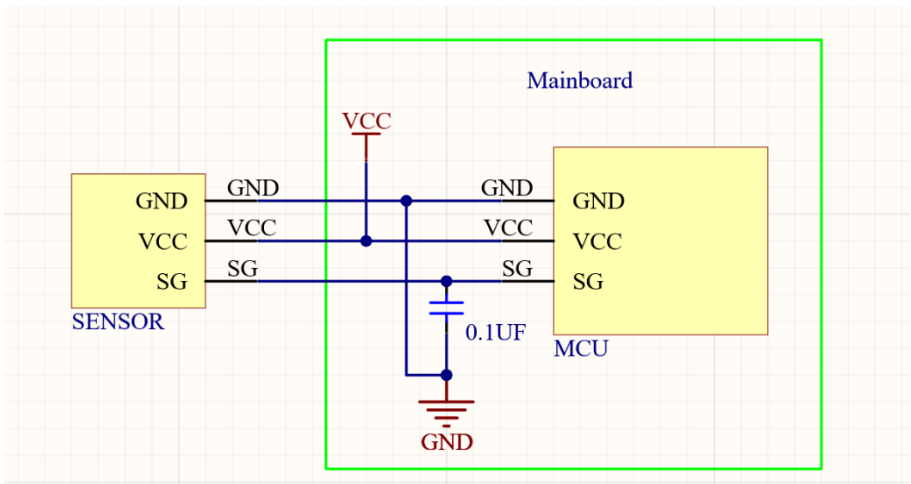 Mainboard
VCC
GND GND GND GND
VCC VCC VCC VCC
SG SG SG SG
SENSOR
0.1UF
MCU
GND